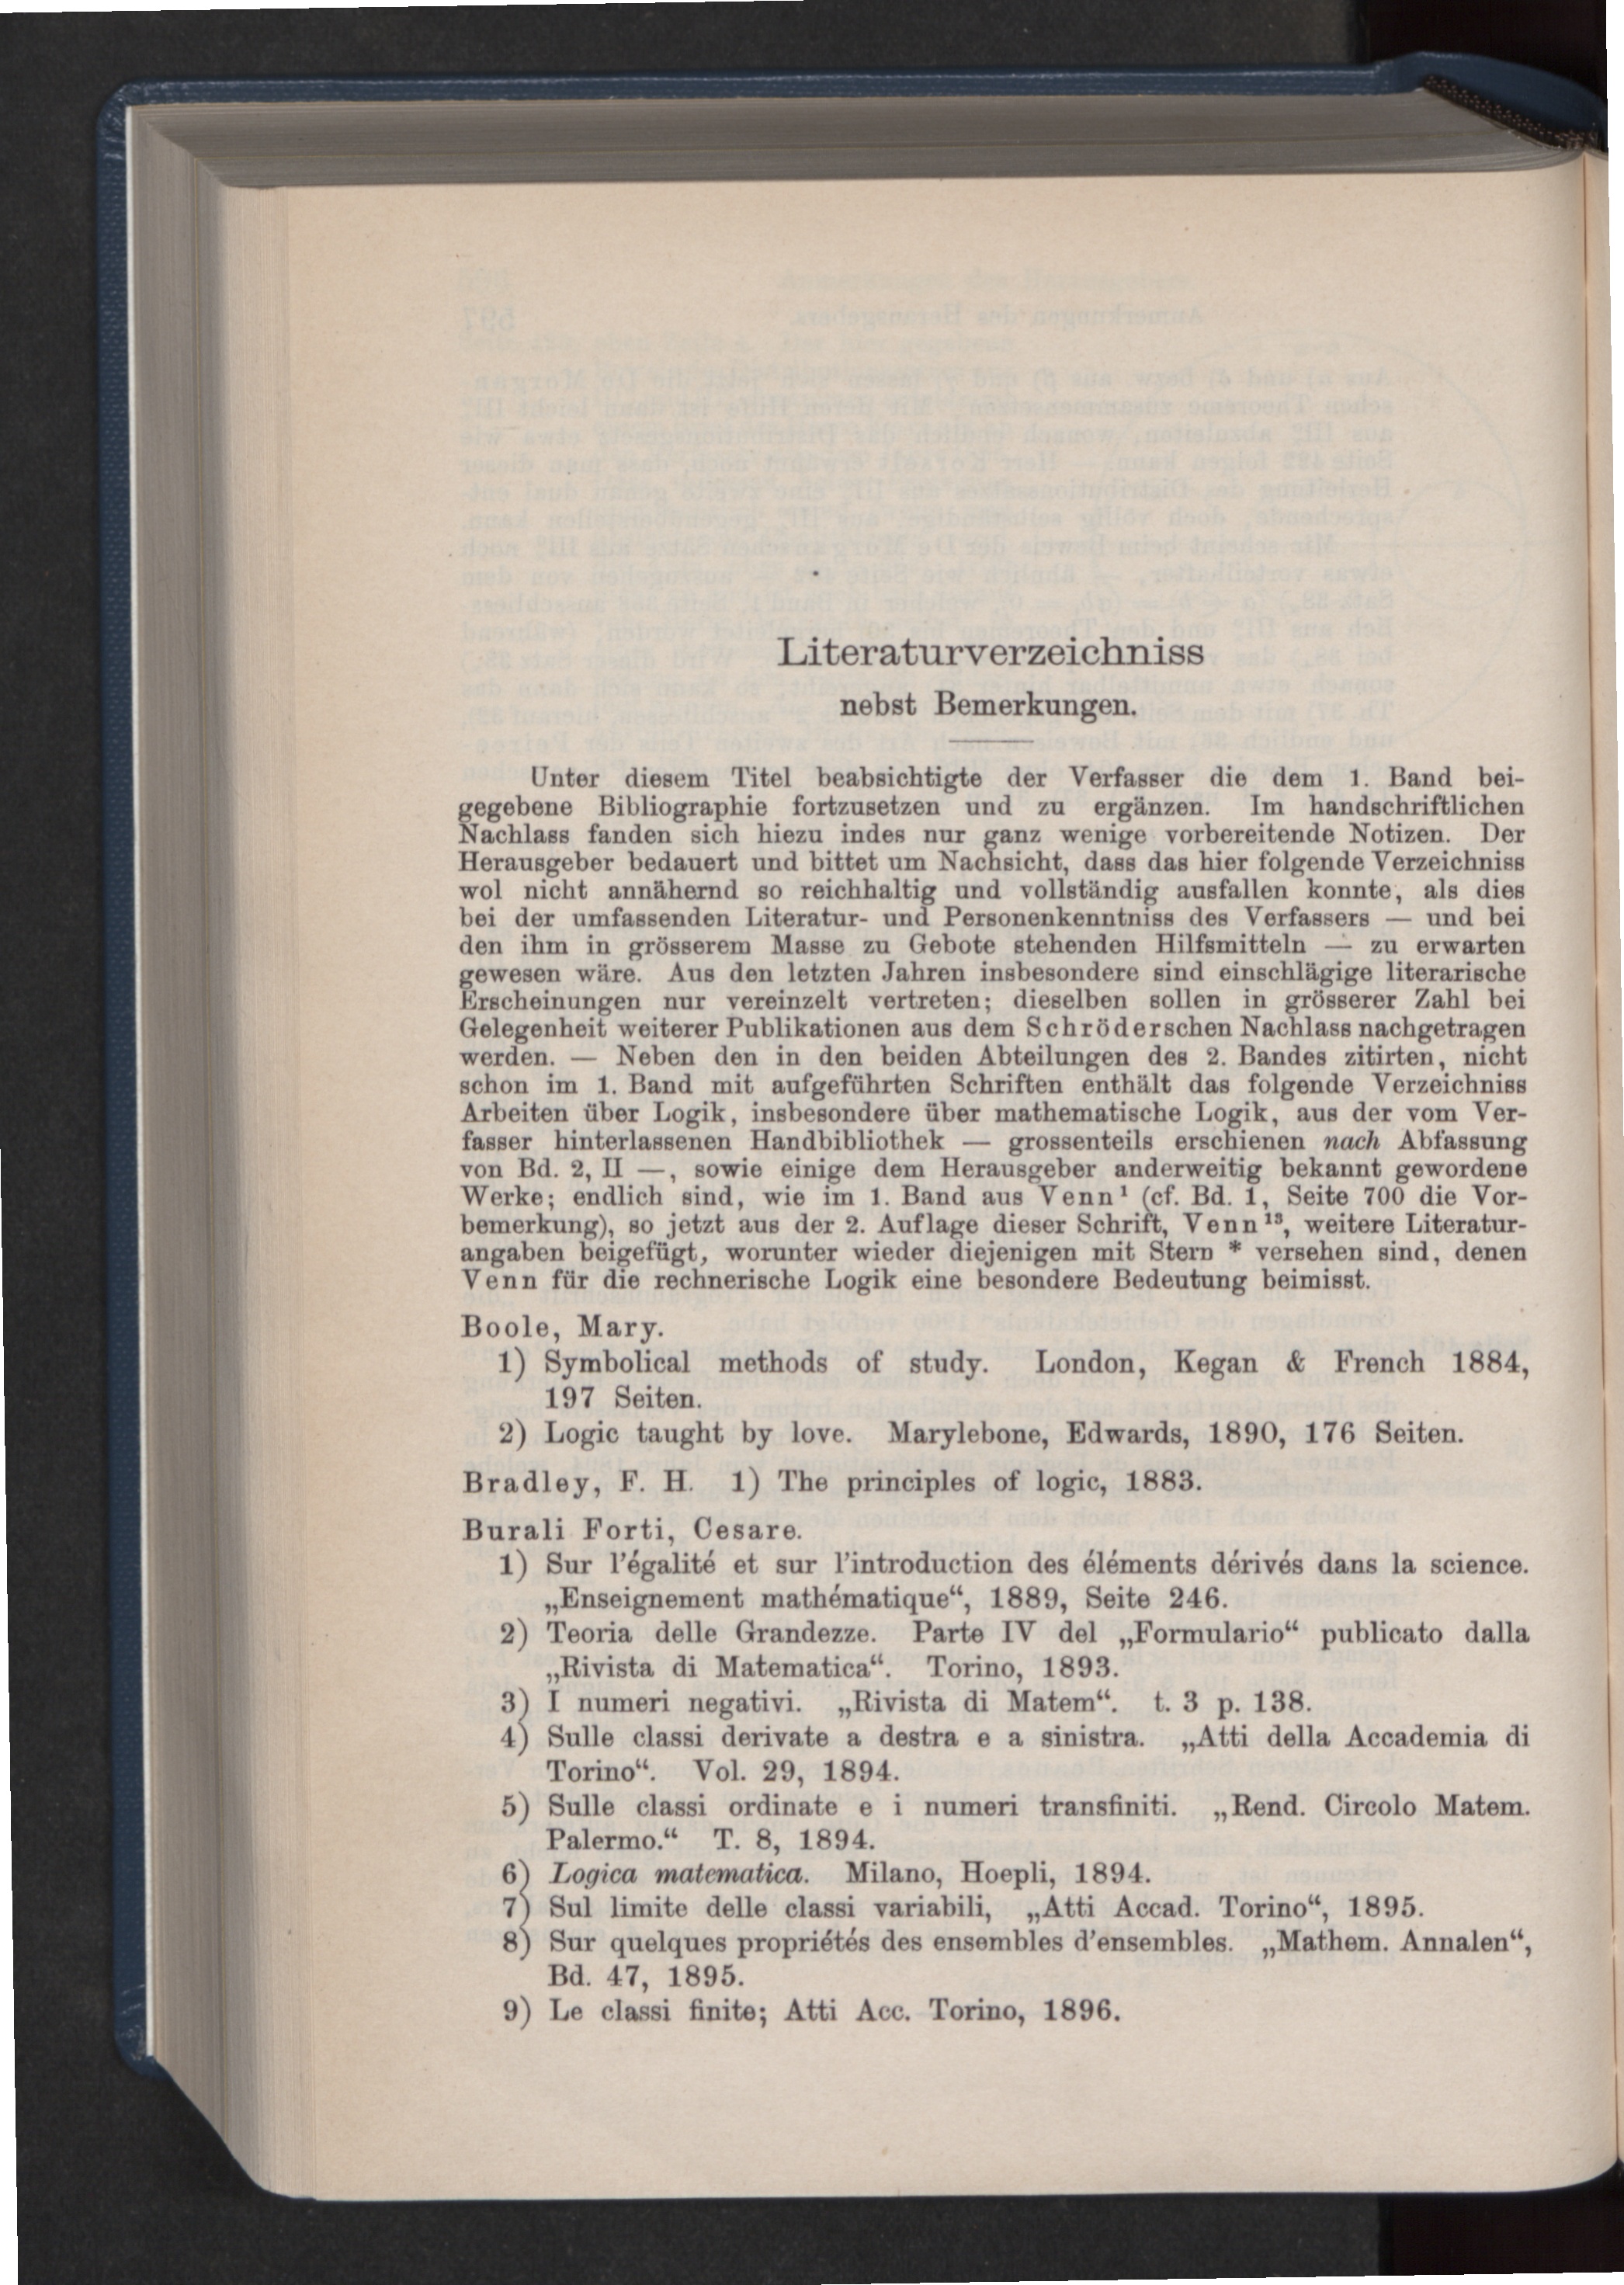 Literaturverzeichniss
nebst Bemerkungen.
Unter diesem Titel beabsichtigte der Verfasser die dem 1. Band bei-
gegebene Bibliographie fortzusetzen und zu ergänzen. Im handschriftlichen
Nachlass fanden sich hiezu indes nur ganz wenige vorbereitende Notizen. Der
Herausgeber bedauert und bittet um Nachsicht, dass das hier folgende Verzeichniss
wol nicht annähernd so reichhaltig und vollständig ausfallen konnte, als dies
bei der umfassenden Literatur- und Personenkenntniss des Verfassers — und bei
den ihm in grösserem Masse zu Gebote stehenden Hilfsmitteln — zu erwarten
gewesen wäre. Aus den letzten Jahren insbesondere sind einschlägige literarische
Erscheinungen nur vereinzelt vertreten; dieselben sollen in grösserer Zahl bei
Gelegenheit weiterer Publikationen aus dem Schröderschen Nachlass nachgetragen
werden. — Neben den in den beiden Abteilungen des 2. Bandes zitirten, nicht
schon im 1. Band mit aufgeführten Schriften enthält das folgende Verzeichniss
Arbeiten über Logik, insbesondere über mathematische Logik, aus der vom Ver-
fasser hinterlassenen Handbibliothek — grossenteils erschienen nach Abfassung
von Bd. 2, II —, sowie einige dem Herausgeber anderweitig bekannt gewordene
Werke; endlich sind, wie im 1. Band aus Venn¹ (cf. Bd. 1, Seite 700 die Vor-
bemerkung), so jetzt aus der 2. Auflage dieser Schrift, Venn¹³, weitere Literatur-
angaben beigefügt, worunter wieder diejenigen mit Stern * versehen sind, denen
Venn für die rechnerische Logik eine besondere Bedeutung beimisst.
Boole, Mary.
1) Symbolical methods of study. London, Kegan & French 1884,
197 Seiten.
2) Logic taught by love. Marylebone, Edwards, 1890, 176 Seiten.
Bradley, F. H. 1) The principles of logic, 1883.
Burali Forti, Cesare.
1) Sur l'égalité et sur l'introduction des éléments dérivés dans la science.
„Enseignement mathématique“, 1889, Seite 246.
2) Teoria delle Grandezze. Parte IV del „Formulario“ publicato dalla
„Rivista di Matematica“. Torino, 1893.
3) I numeri negativi. „Rivista di Matem“. t. 3 p. 138.
4) Sulle classi derivate a destra e a sinistra. „Atti della Accademia di
Torino“. Vol. 29, 1894.
5) Sulle classi ordinate e i numeri transfiniti. „Rend. Circolo Matem.
Palermo.“ T. 8, 1894.
6) Logica matematica. Milano, Hoepli, 1894.
7) Sul limite delle classi variabili, „Atti Accad. Torino“, 1895.
8) Sur quelques propriétés des ensembles d'ensembles. „Mathem. Annalen“,
Bd. 47, 1895.
9) Le classi finite; Atti Acc. Torino, 1896.